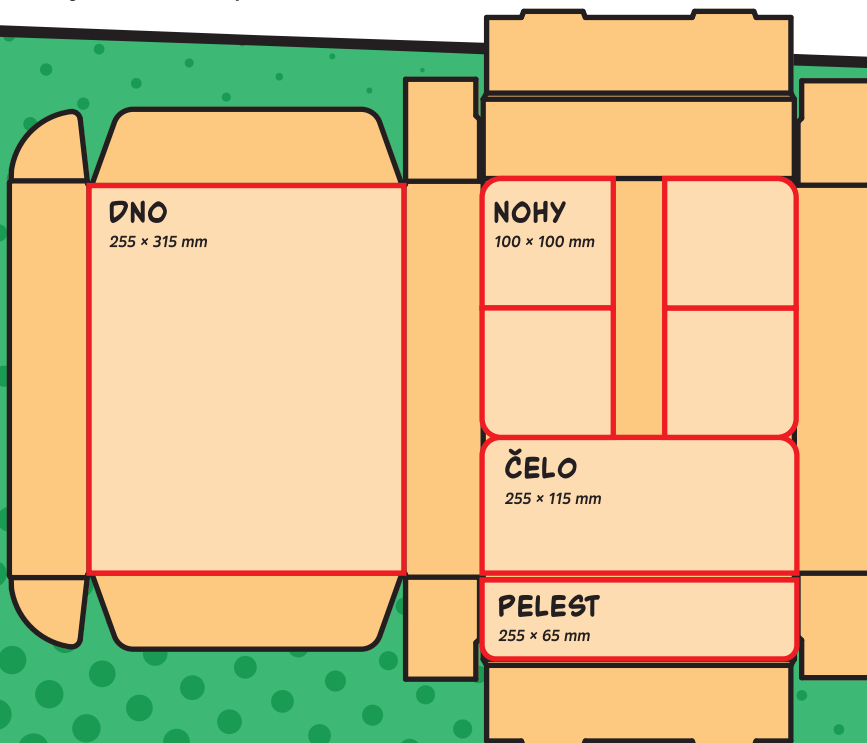 DNO
255 × 315 mm
NOHY
100 × 100 mm
ČELO
255 × 115 mm
PELEST
255 × 65 mm